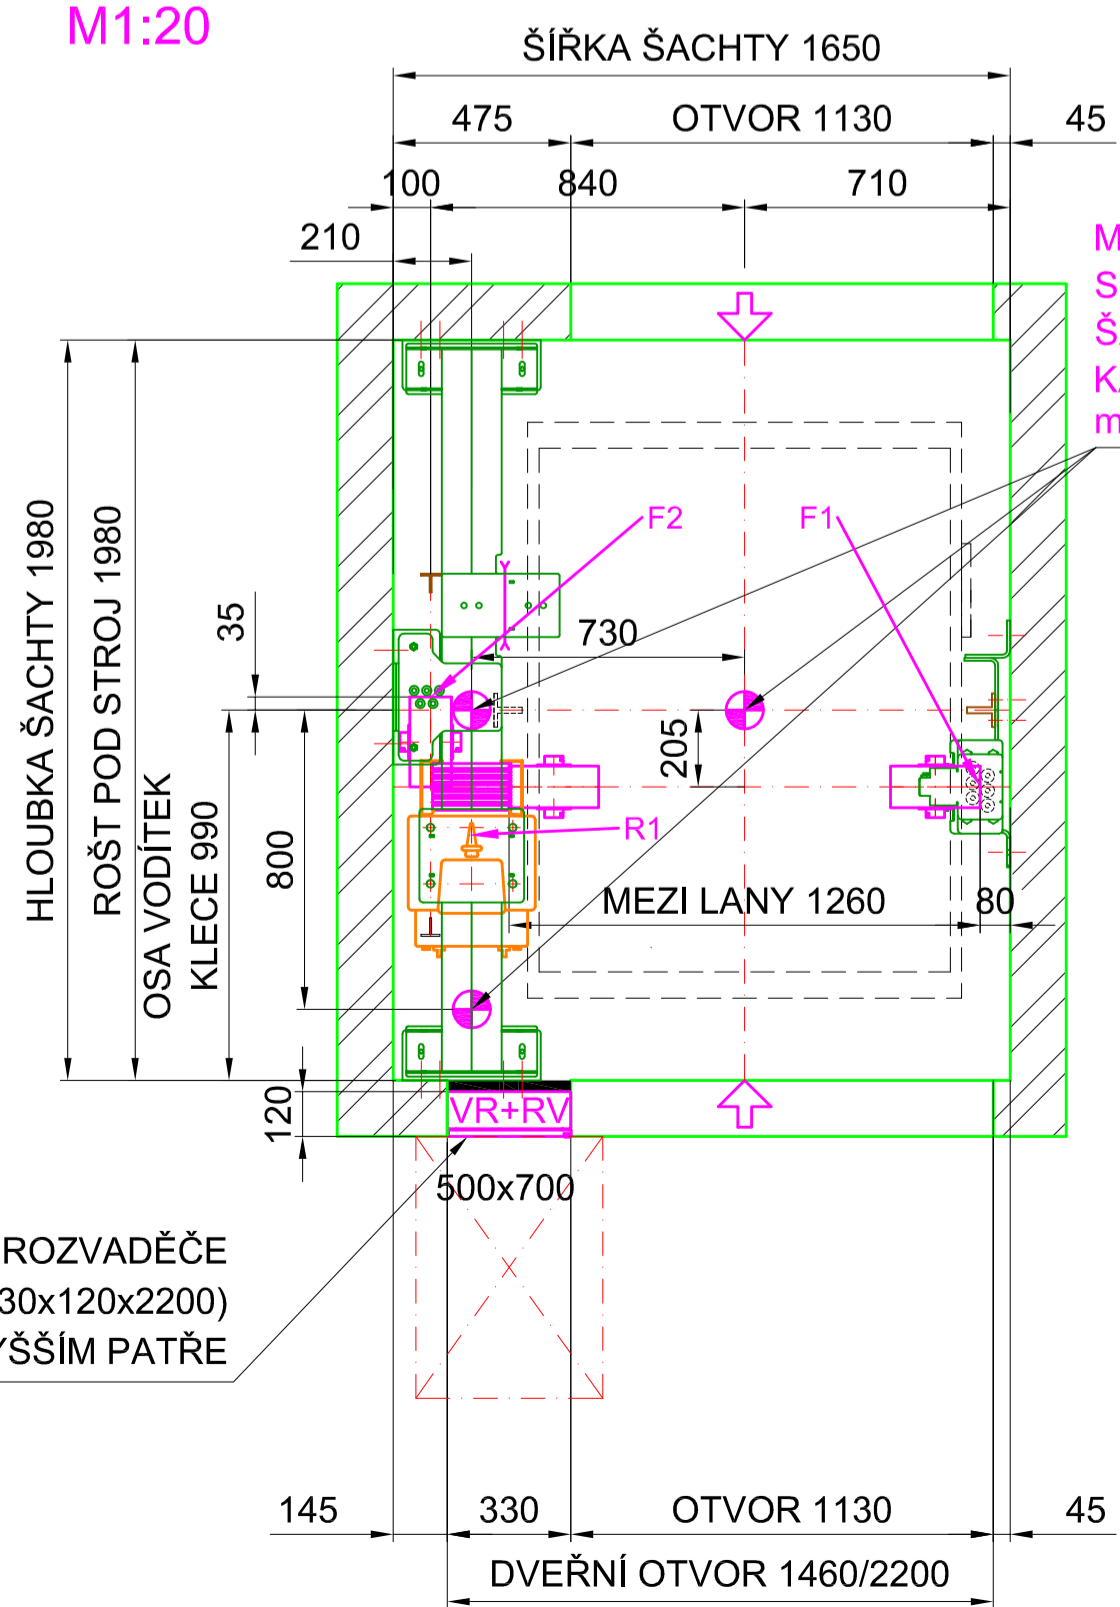 M1:20
ŠÍŘKA ŠACHTY 1650
475
OTVOR 1130
45
100
840
710
210
M
S
Š
K
m
HLOUBKA ŠACHTY 1980
ROŠT POD STROJ 1980
OSA VODÍTEK
KLECE 990
35
800
120
F2
F1
730
205
R1
MEZI LANY 1260
80
VR+RV
500x700
ROZVADĚČE
30x120x2200)
YŠŠÍM PATŘE
145
330
OTVOR 1130
45
DVEŘNÍ OTVOR 1460/2200